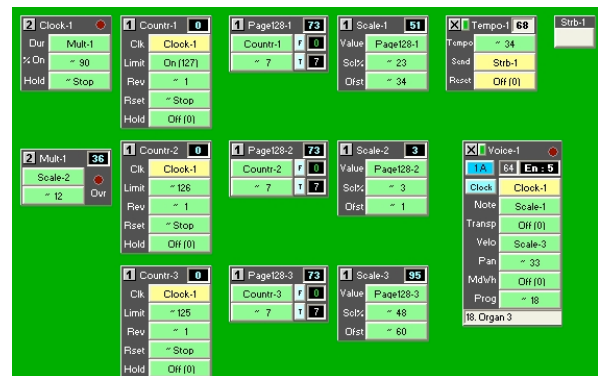 2 Clock-1
Dur Mult-1
% On ~ 90
Hold ~ Stop
1 Countr-1 0
Clk Clock-1
Limit On (127)
Rev ~ 1
Rset ~ Stop
Hold Off (0)
1 Page128-1 73
Countr-1 F 0
~ 7 T 7
1 Scale-1 51
Value Page128-1
Scl% ~ 23
Ofst ~ 34
X Tempo-1 68
Tempo ~ 34
Send Strb-1
Reset Off (0)
Strb-1
2 Mult-1 36
Scale-2
~ 12 Ovr
1 Countr-2 0
Clk Clock-1
Limit ~ 126
Rev ~ 1
Rset ~ Stop
Hold Off (0)
1 Page128-2 73
Countr-2 F 0
~ 7 T 7
1 Scale-2 3
Value Page128-2
Scl% ~ 3
Ofst ~ 1
X Voice-1
1A 64 En : 5
Clock Clock-1
Note Scale-1
Transp Off (0)
Velo Scale-3
Pan ~ 33
MdWh Off (0)
Prog ~ 18
18. Organ 3
1 Countr-3 0
Clk Clock-1
Limit ~ 125
Rev ~ 1
Rset ~ Stop
Hold Off (0)
1 Page128-3 73
Countr-3 F 0
~ 7 T 7
1 Scale-3 95
Value Page128-3
Scl% ~ 48
Ofst ~ 60